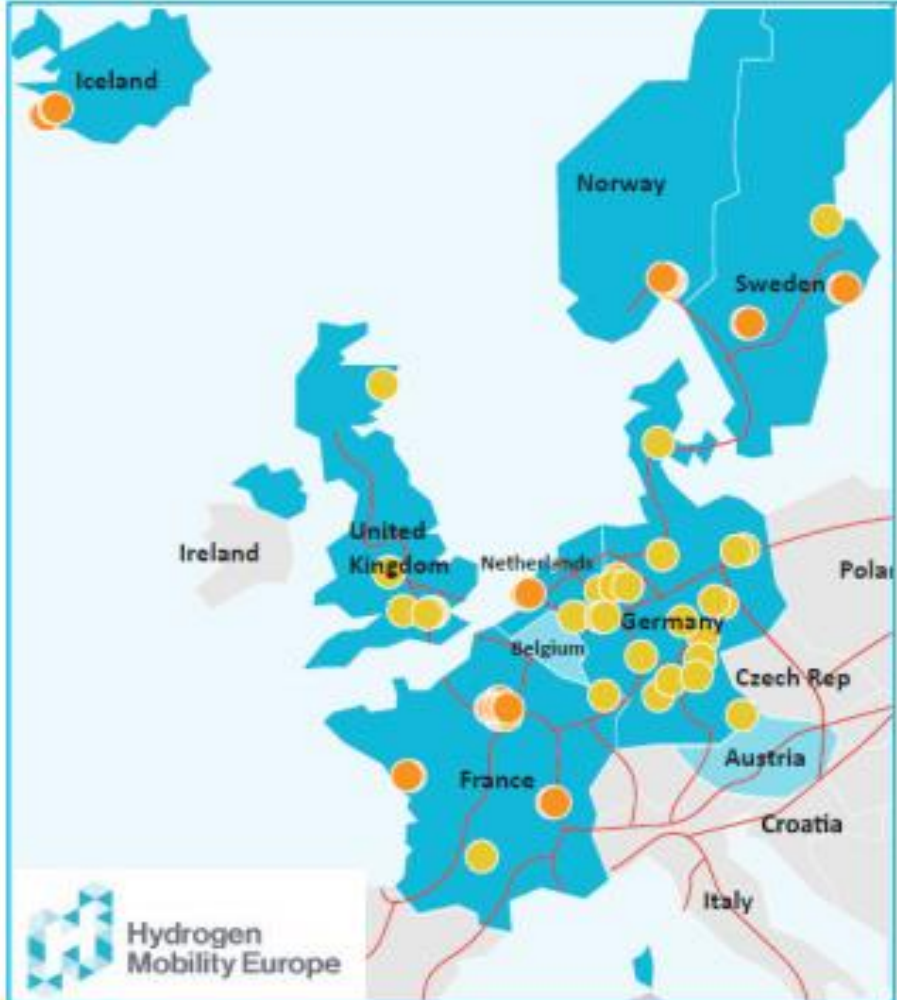 Iceland
Norway
Sweden
United
Kingdom
Ireland
Netherlands
Belgium
Germany
Polar
Czech Rep
Austria
France
Croatia
Italy
Hydrogen
Mobility Europe